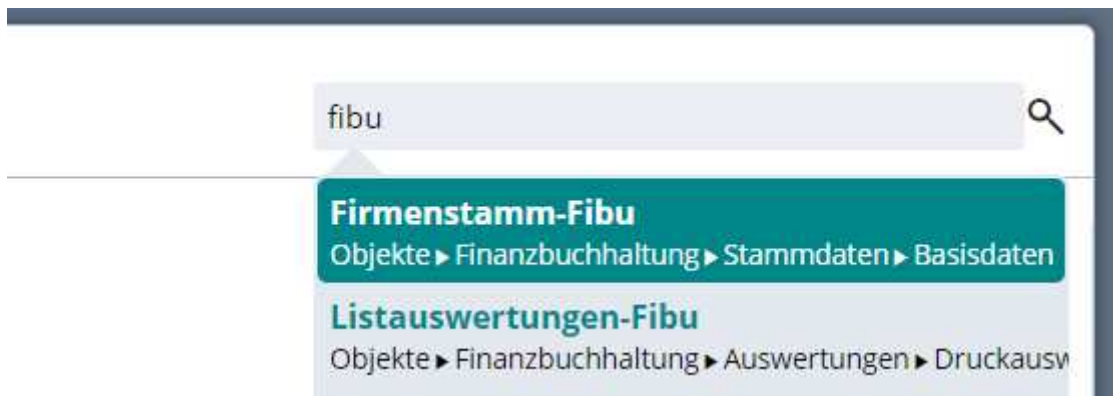 fibu
Firmenstamm-Fibu
Objekte ▸ Finanzbuchhaltung ▸ Stammdaten ▸ Basisdaten
Listauswertungen-Fibu
Objekte ▸ Finanzbuchhaltung ▸ Auswertungen ▸